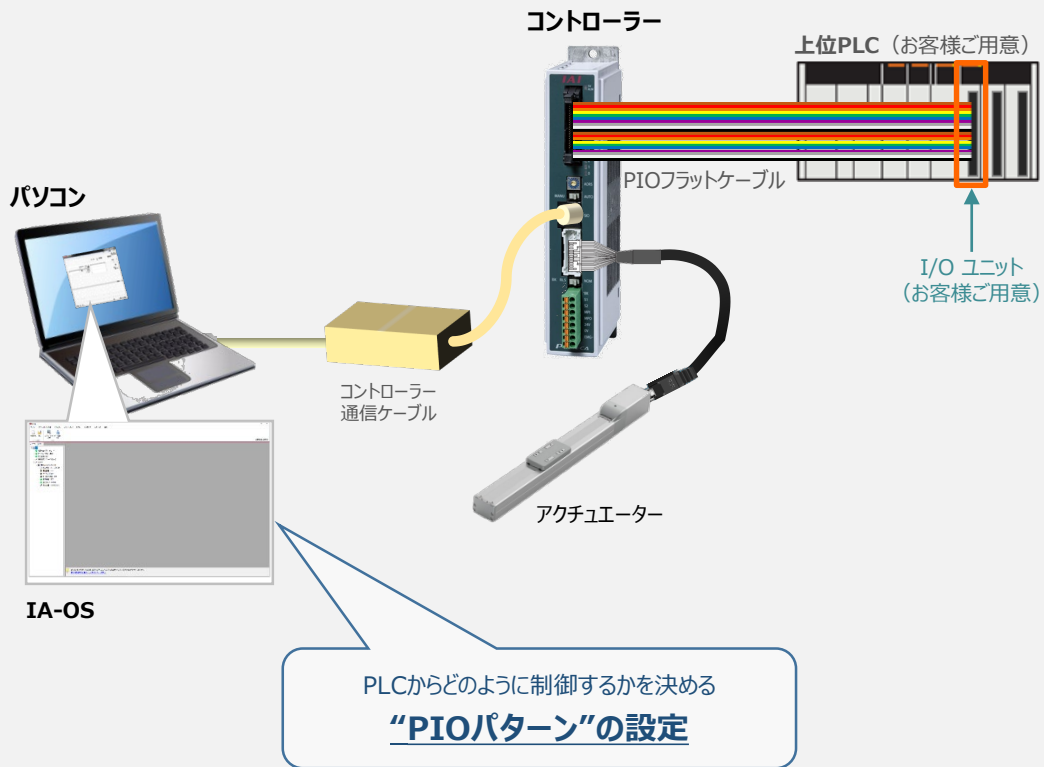 コントローラー
上位PLC（お客様ご用意）
IAI
PIOフラットケーブル
パソコン
I/O ユニット
（お客様ご用意）
コントローラー
通信ケーブル
アクチュエーター
IA-OS
PLCからどのように制御するかを決める
“PIOパターン”の設定